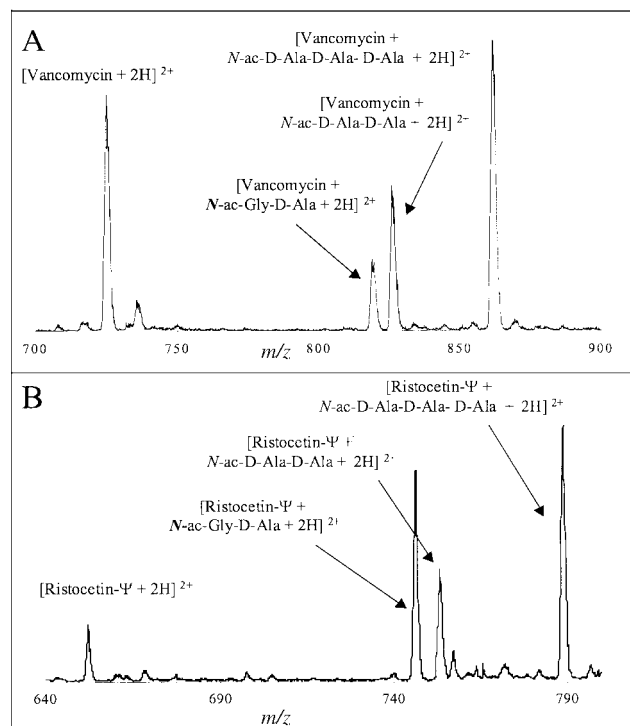 A
[Vancomycin + 2H] 2+
[Vancomycin +
N-ac-D-Ala-D-Ala- D-Ala + 2H] 2+
[Vancomycin +
N-ac-D-Ala-D-Ala + 2H] 2+
[Vancomycin +
N-ac-Gly-D-Ala + 2H] 2+
700 750 800 850 900
m/z
B
[Ristocetin-Ψ +
N-ac-D-Ala-D-Ala- D-Ala + 2H] 2+
[Ristocetin-Ψ +
N-ac-D-Ala-D-Ala + 2H] 2+
[Ristocetin-Ψ +
N-ac-Gly-D-Ala + 2H] 2+
[Ristocetin-Ψ + 2H] 2+
640 690 740 790
m/z